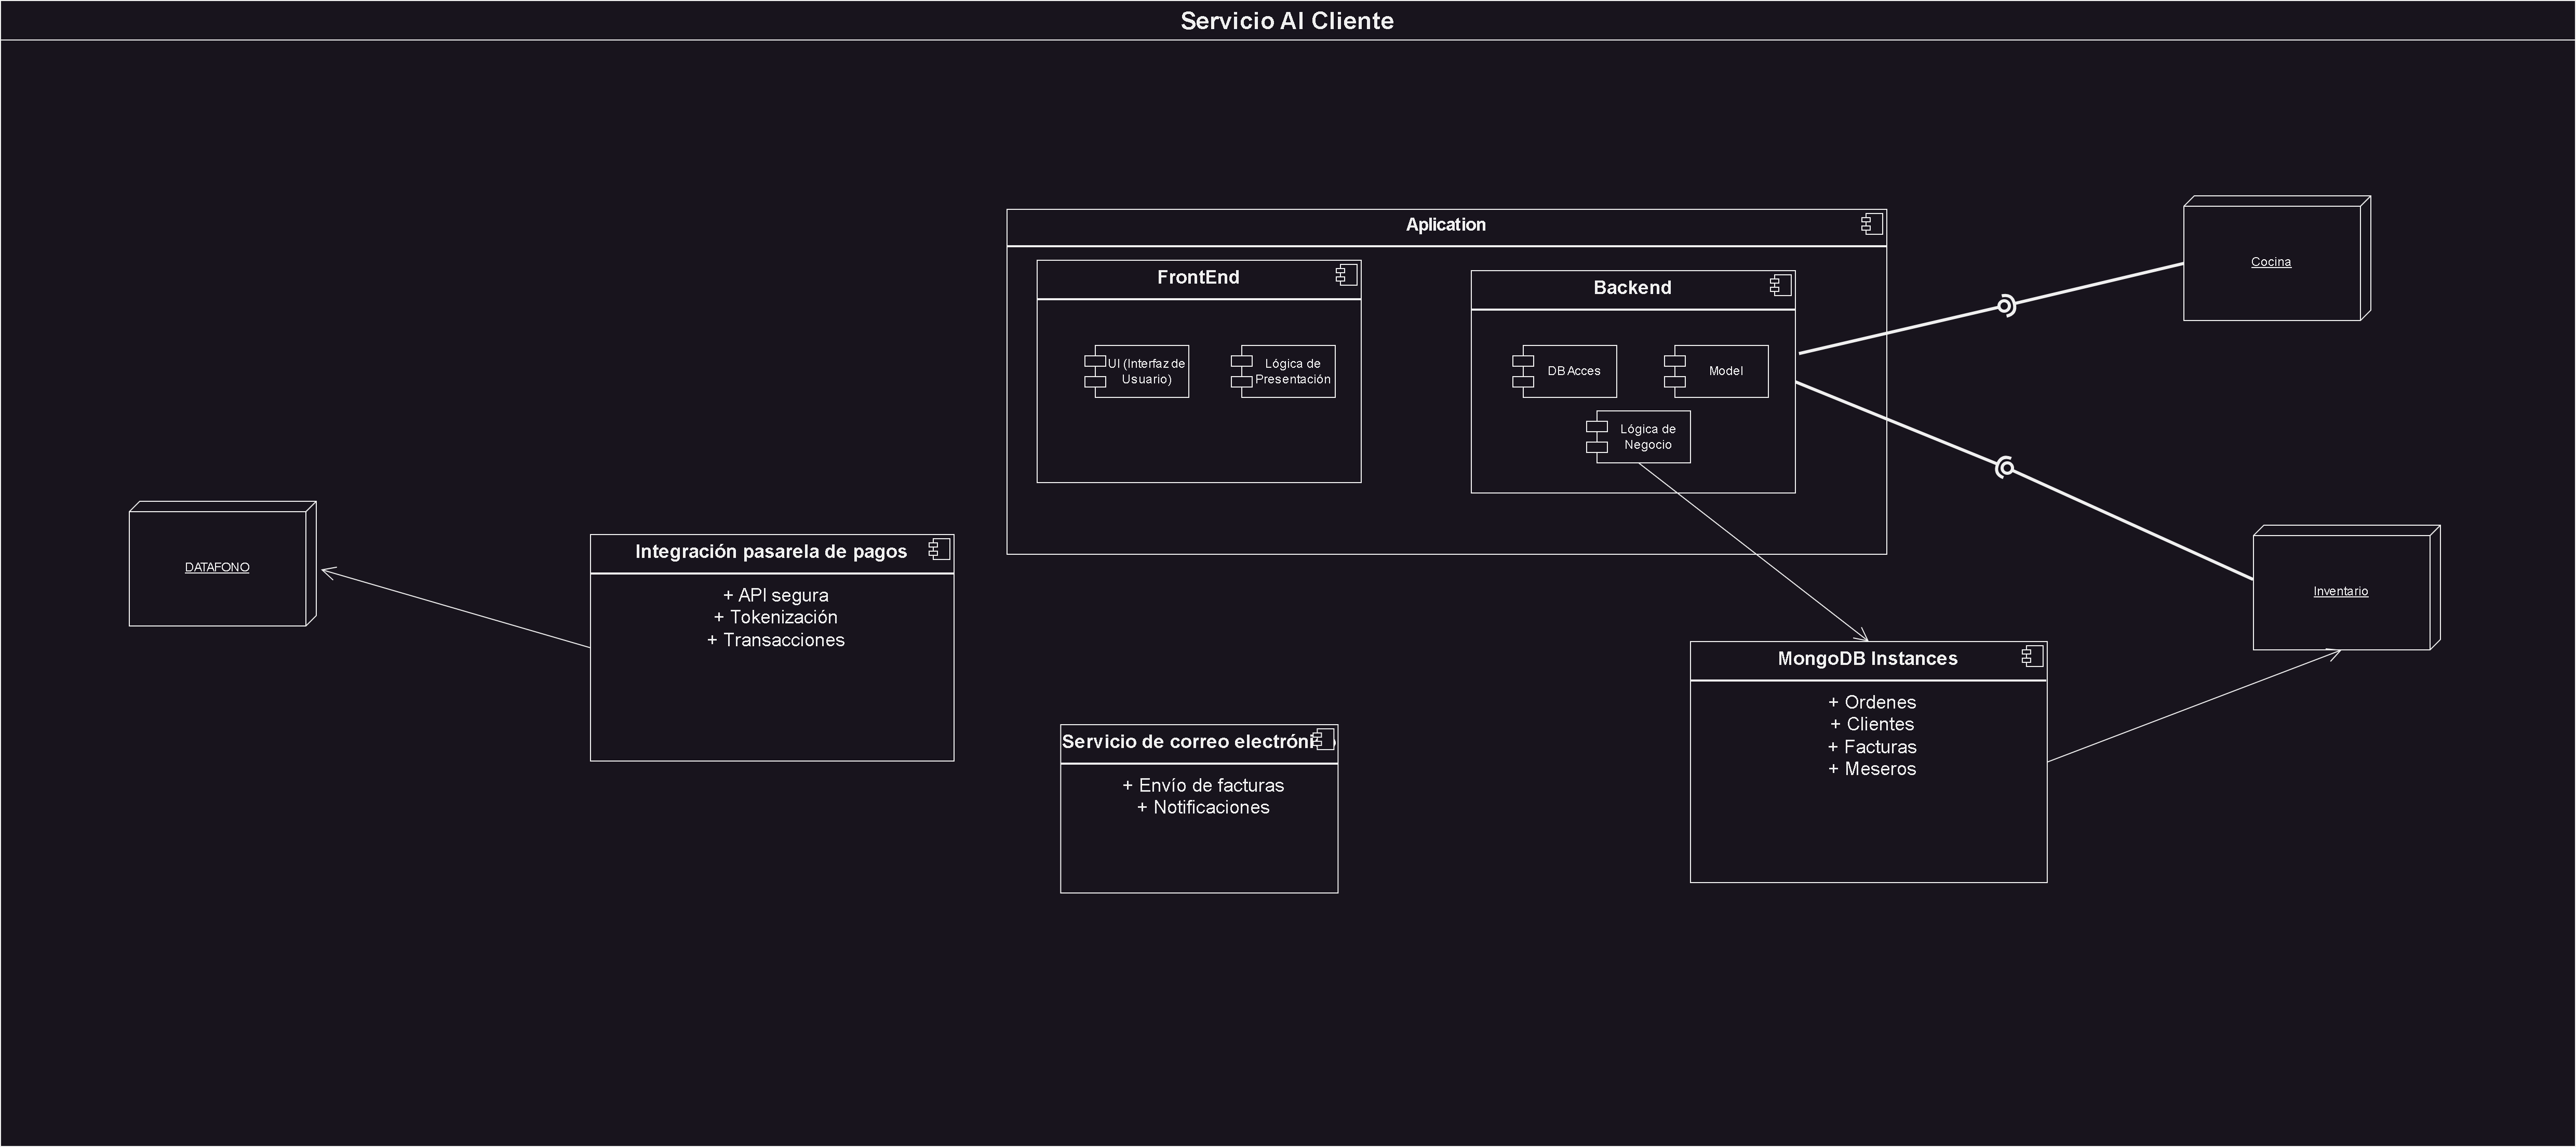 Servicio Al Cliente
Aplication
FrontEnd
UI (Interfaz de
Usuario)
Lógica de
Presentación
Backend
DB Acces
Model
Lógica de
Negocio
Cocina
DATAFONO
Integración pasarela de pagos
+ API segura
+ Tokenización
+ Transacciones
Inventario
MongoDB Instances
+ Ordenes
+ Clientes
+ Facturas
+ Meseros
Servicio de correo electrónico
+ Envío de facturas
+ Notificaciones